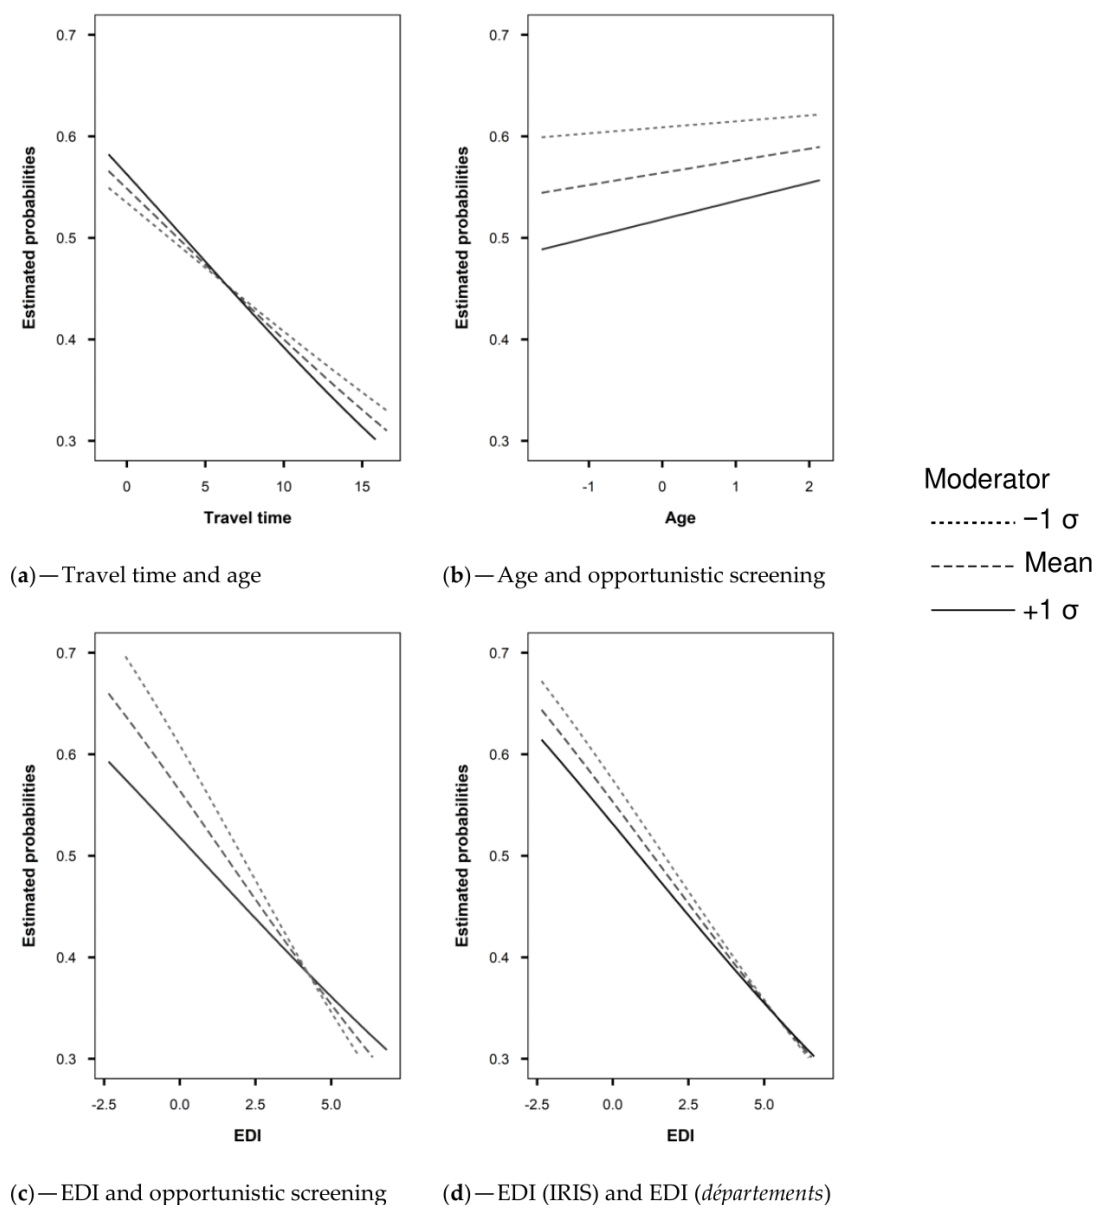 0.7
0.6
0.5
0.4
0.3
Estimated probabilities
0 5 10 15
Travel time
(a)—Travel time and age
0.7
0.6
0.5
0.4
0.3
Estimated probabilities
-1 0 1 2
Age
(b)—Age and opportunistic screening
Moderator
−1 σ
Mean
+1 σ
0.7
0.6
0.5
0.4
0.3
Estimated probabilities
-2.5 0.0 2.5 5.0
EDI
(c)—EDI and opportunistic screening
0.7
0.6
0.5
0.4
0.3
Estimated probabilities
-2.5 0.0 2.5 5.0
EDI
(d)—EDI (IRIS) and EDI (départements)